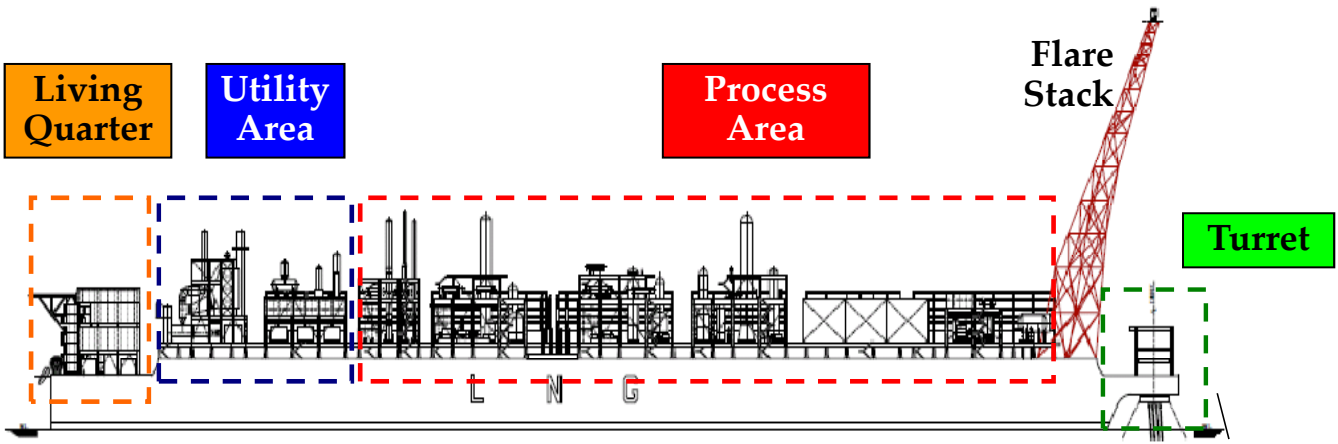 Living
Quarter
Utility
Area
Process
Area
Flare
Stack
Turret
L N G